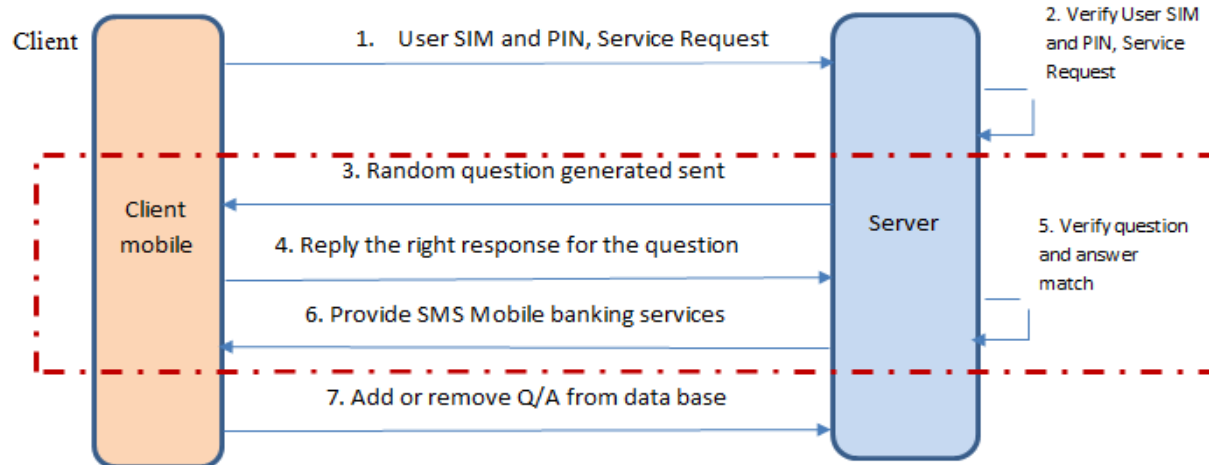 Client
1. User SIM and PIN, Service Request
2. Verify User SIM
and PIN, Service
Request
3. Random question generated sent
Client
mobile
Server
4. Reply the right response for the question
5. Verify question
and answer
match
6. Provide SMS Mobile banking services
7. Add or remove Q/A from data base